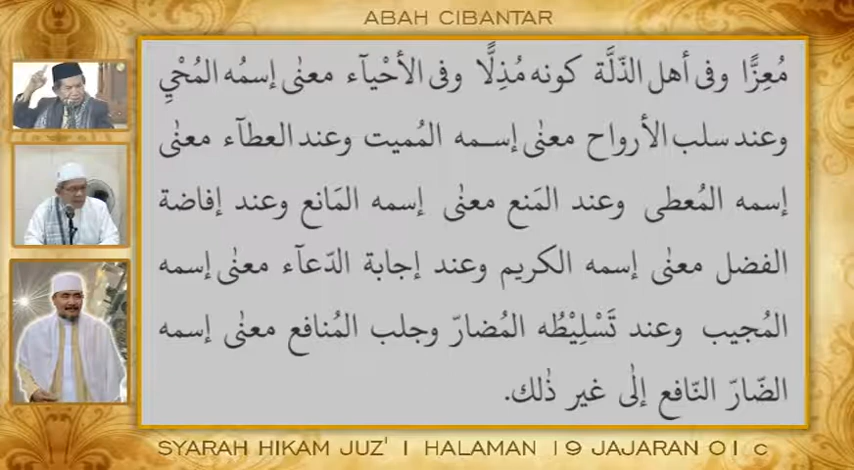 ABAH CIBANTAR
مُعِزًّا وفى أهل الذّلَّة كونه مُذِلًّا وفى الأحْيآء معنٰى إسمُه المُحْيِ
وعند سلب الأرواح معنٰى إسـمه المُميت وعند العطآء معنٰى
إسمه المُعطى وعند المَنع معنٰى إسمه المَانع وعند إفاضة
الفضل معنٰى إسمه الكريم وعند إجابة الدّعآء معنٰى إسمه
المُجيب وعند تَسْلِيْطُه المُضارّ وجلب المُنافع معنٰى إسمه
الضّارّ النّافع إلٰى غير ذٰلك.
SYARAH HIKAM JUZ' 1 HALAMAN 19 JAJARAN 01 C